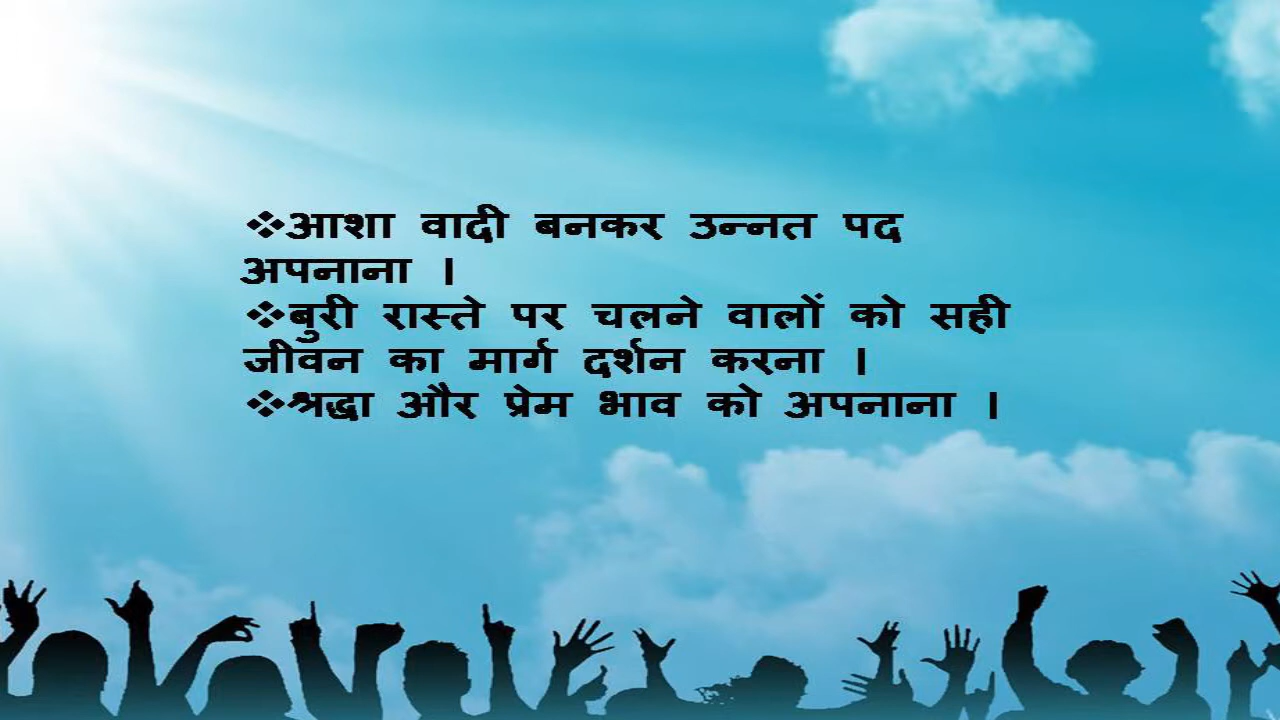 ❖आशा वादी बनकर उन्नत पद
अपनाना ।
❖बुरी रास्ते पर चलने वालों को सही
जीवन का मार्ग दर्शन करना ।
❖श्रद्धा और प्रेम भाव को अपनाना ।